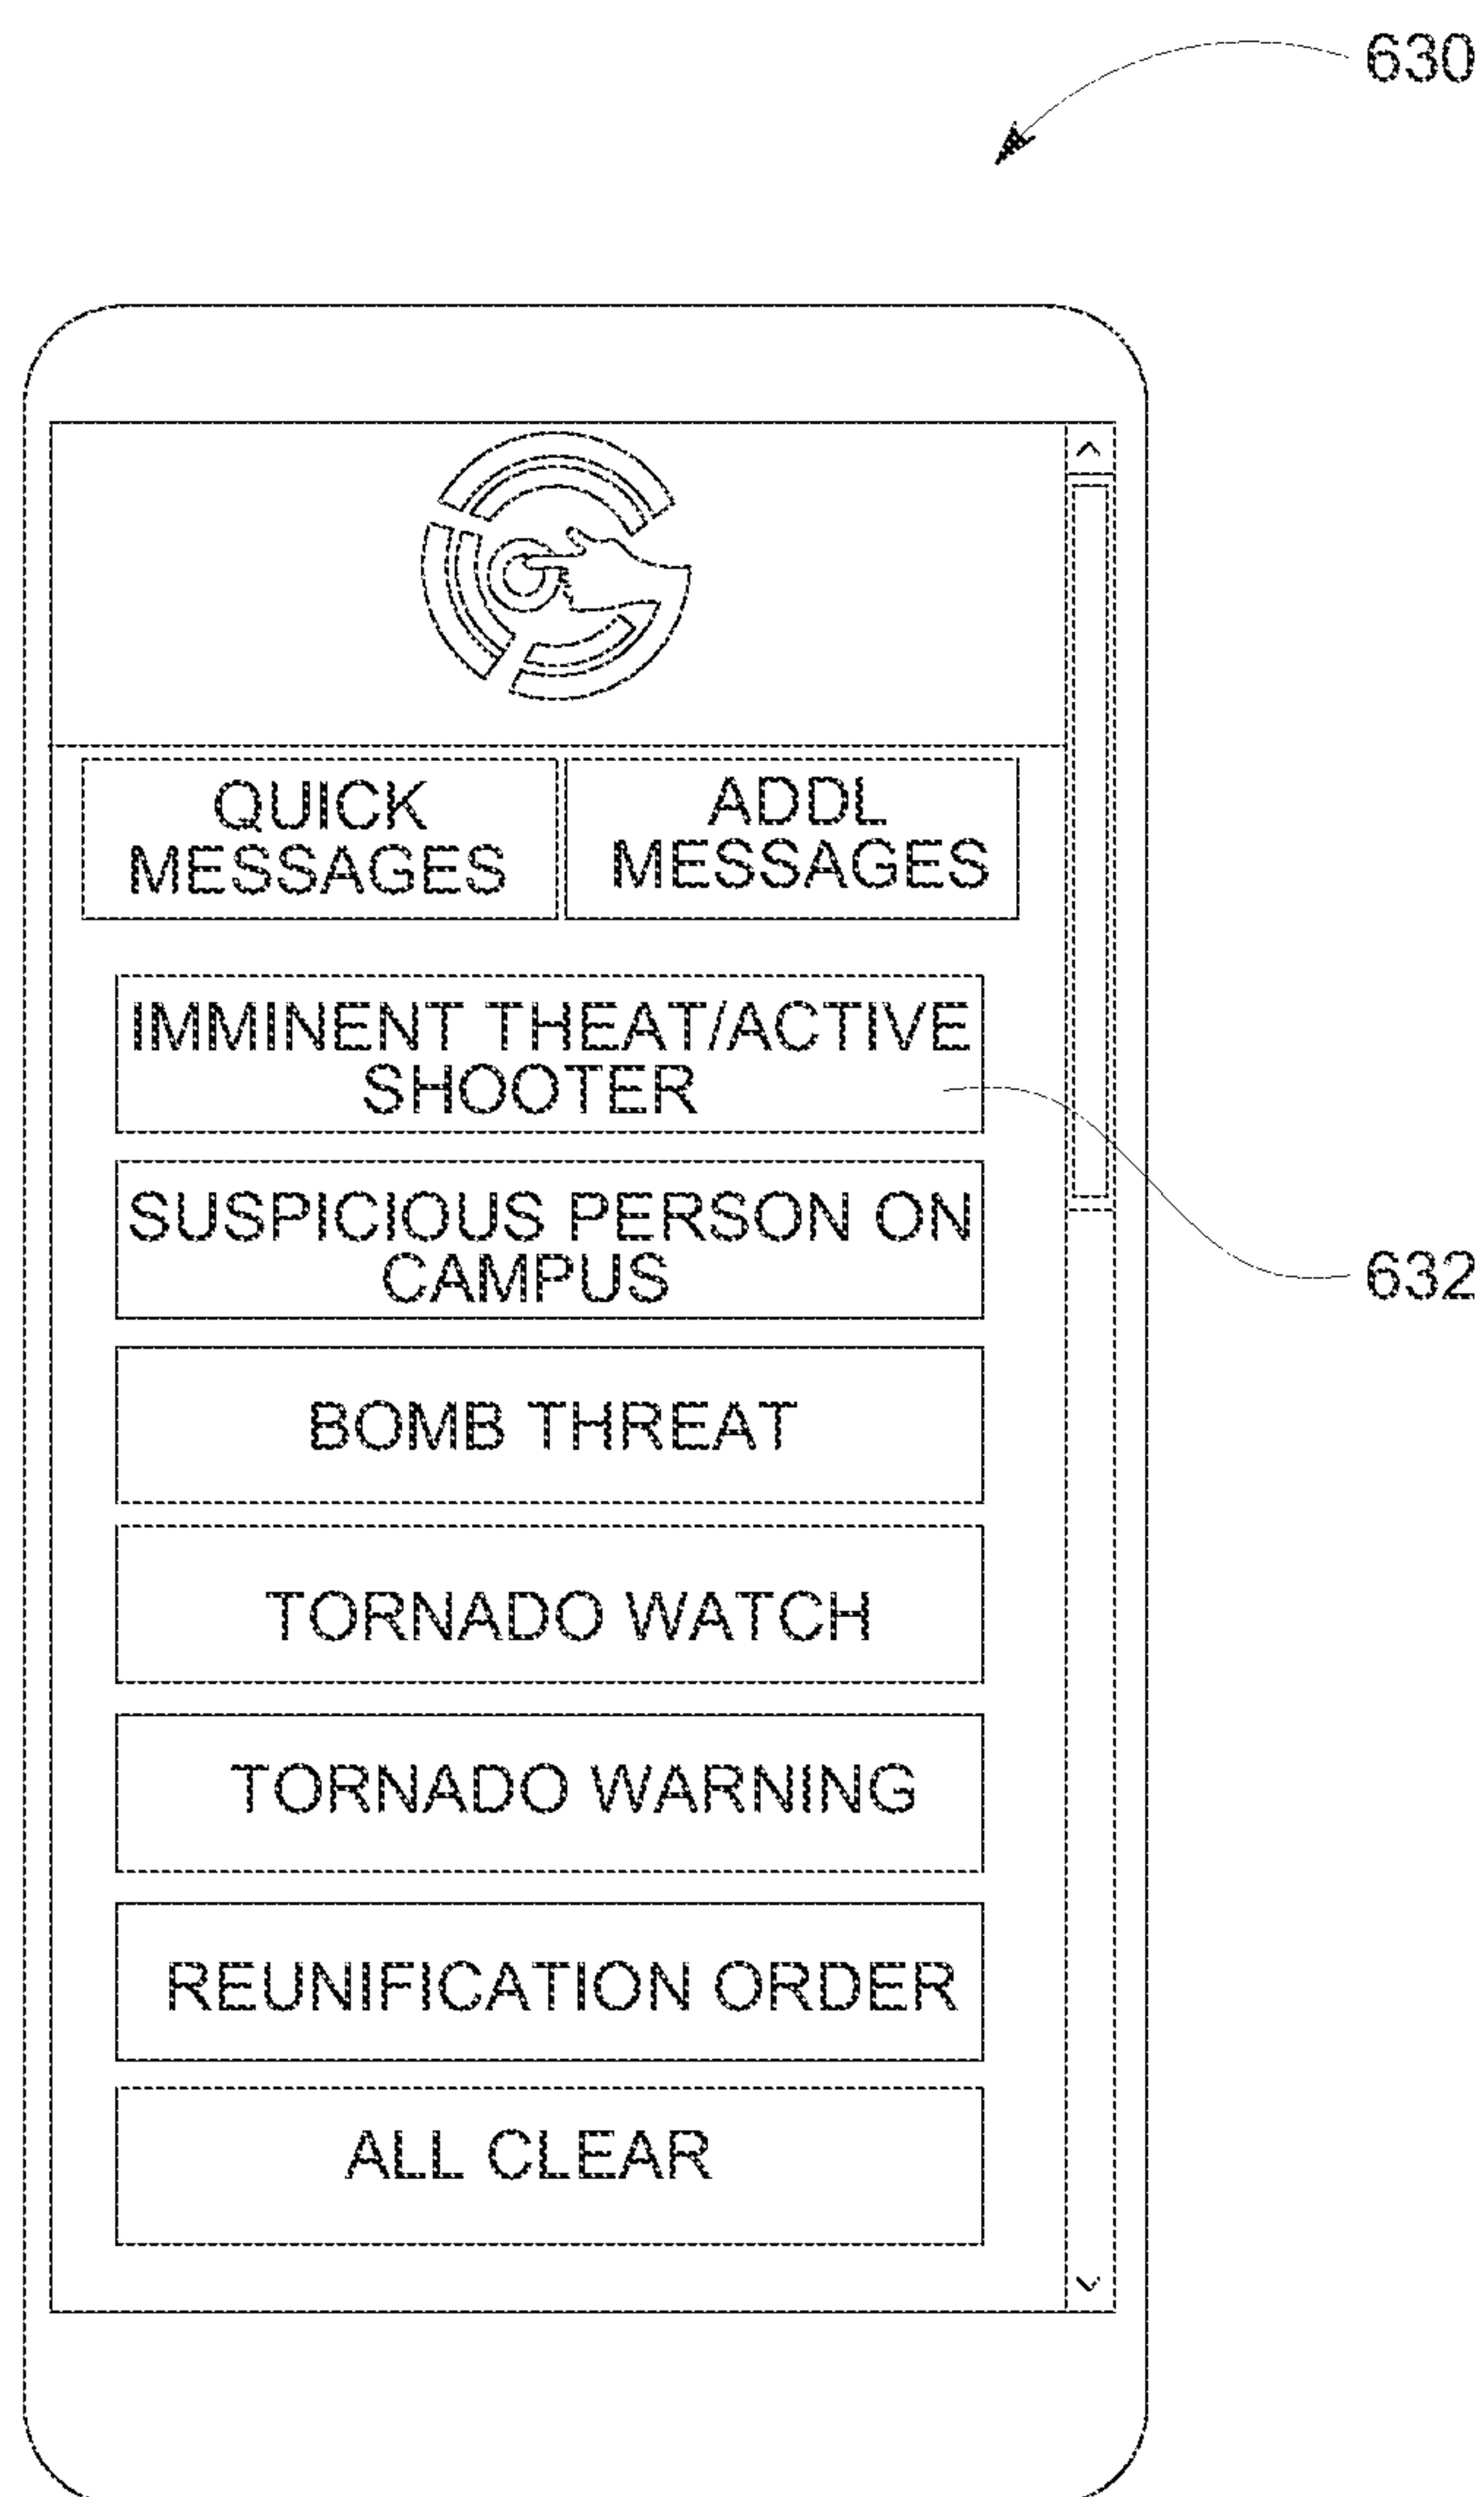 630
QUICK
MESSAGES
ADDL
MESSAGES
IMMINENT THEAT/ACTIVE
SHOOTER
632
SUSPICIOUS PERSON ON
CAMPUS
BOMB THREAT
TORNADO WATCH
TORNADO WARNING
REUNIFICATION ORDER
ALL CLEAR